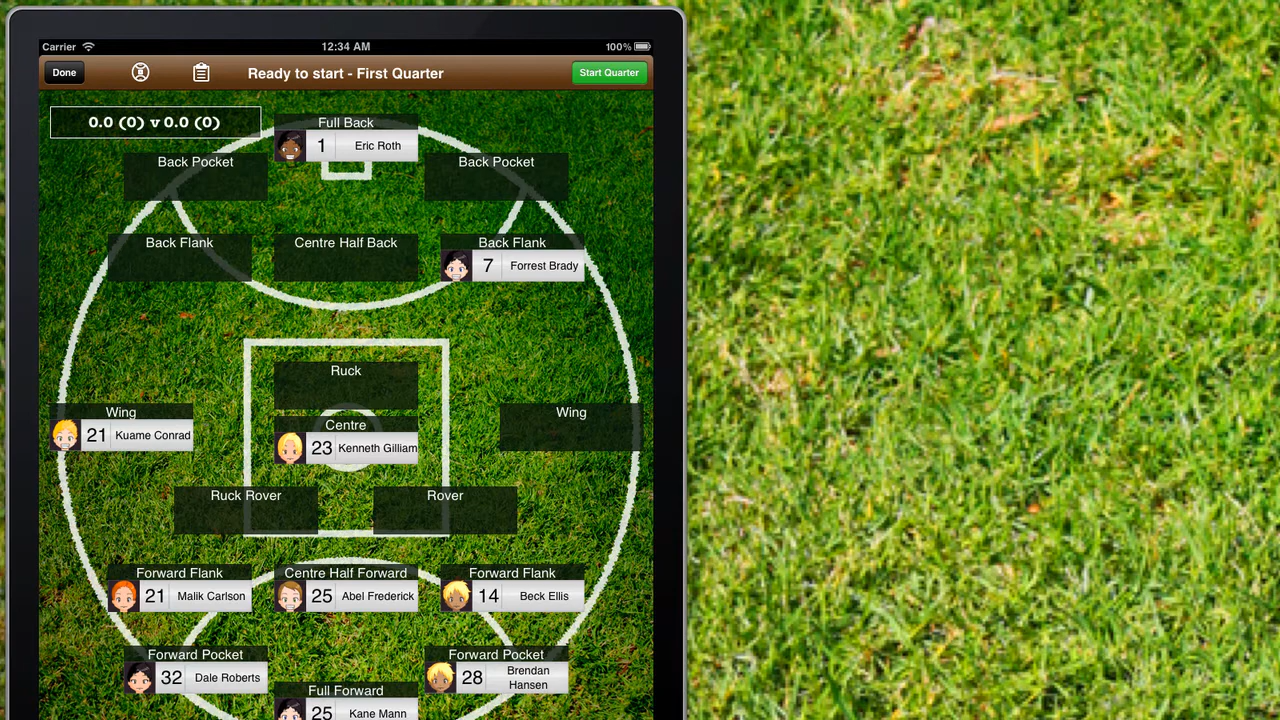 Carrier 12:34 AM 100%
Done Ready to start - First Quarter Start Quarter
0.0 (0) v 0.0 (0)
Full Back
1 Eric Roth
Back Pocket Back Pocket
Back Flank Centre Half Back Back Flank
7 Forrest Brady
Ruck
Wing Wing
21 Kuame Conrad
Centre
23 Kenneth Gilliam
Ruck Rover Rover
Forward Flank Centre Half Forward Forward Flank
21 Malik Carlson 25 Abel Frederick 14 Beck Ellis
Forward Pocket Forward Pocket
32 Dale Roberts 28 Brendan
Hansen
Full Forward
25 Kane Mann